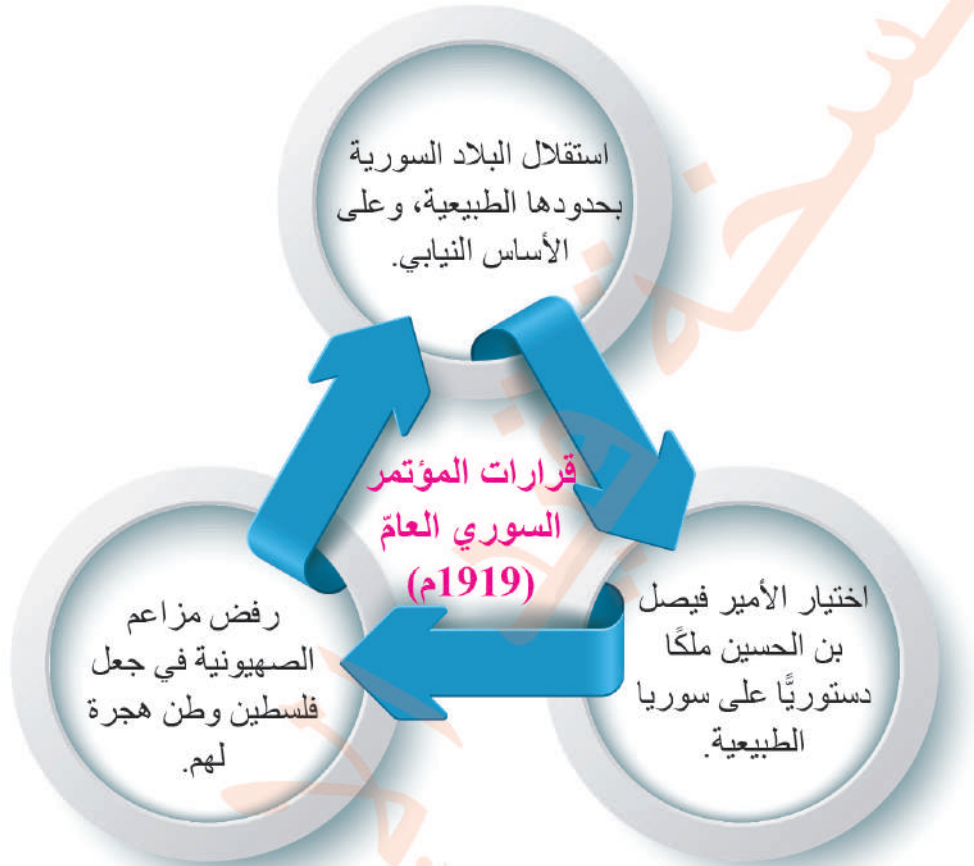 استقلال البلاد السورية
بحدودها الطبيعية، وعلى
الأساس النيابي.
قرارات المؤتمر
السوري العامّ
(1919م)
اختيار الأمير فيصل
بن الحسين ملكًا
دستوريًّا على سوريا
الطبيعية.
رفض مزاعم
الصهيونية في جعل
فلسطين وطن هجرة
لهم.